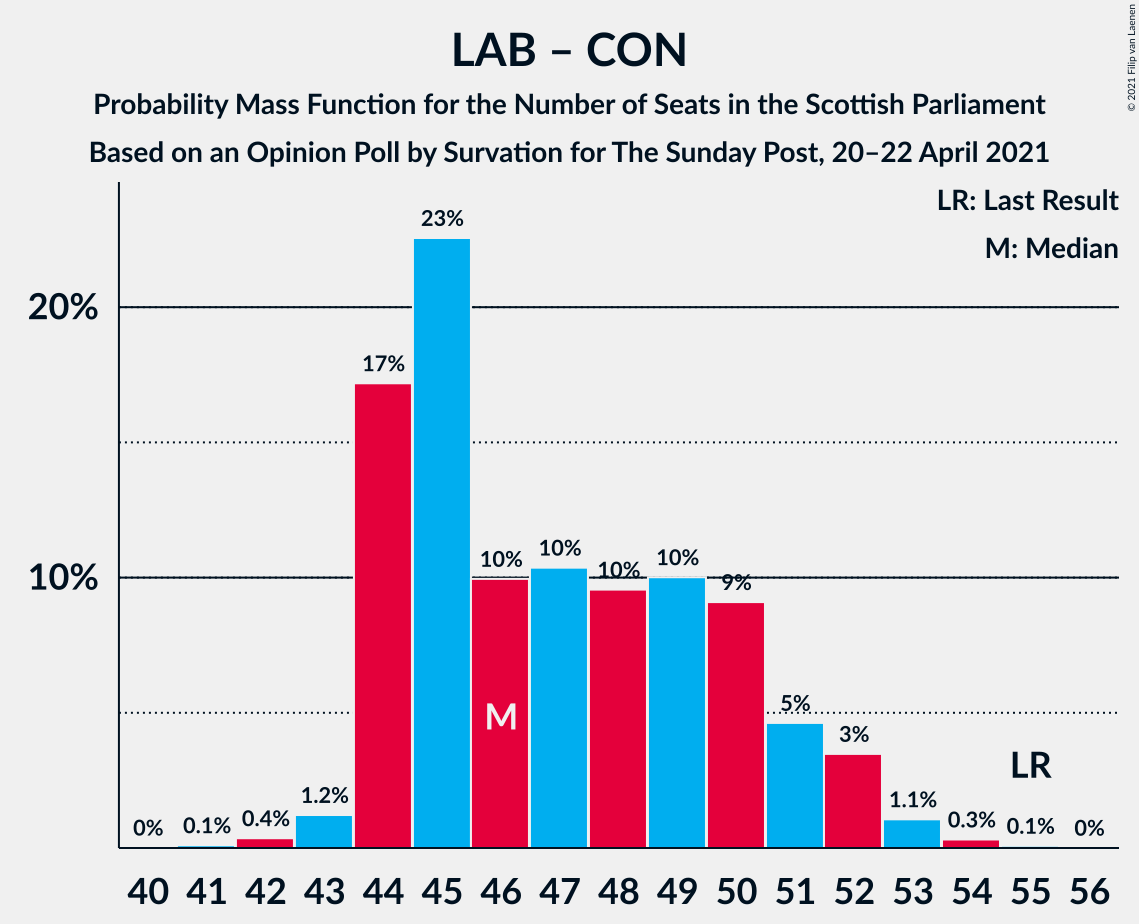 LAB – CON
Probability Mass Function for the Number of Seats in the Scottish Parliament
Based on an Opinion Poll by Survation for The Sunday Post, 20–22 April 2021
© 2021 Filip van Laenen
LR: Last Result
M: Median
20%
10%
0%
0.1%
0.4%
1.2%
17%
23%
10%
10%
10%
10%
9%
5%
3%
1.1%
0.3%
0.1%
0%
M
LR
40 41 42 43 44 45 46 47 48 49 50 51 52 53 54 55 56